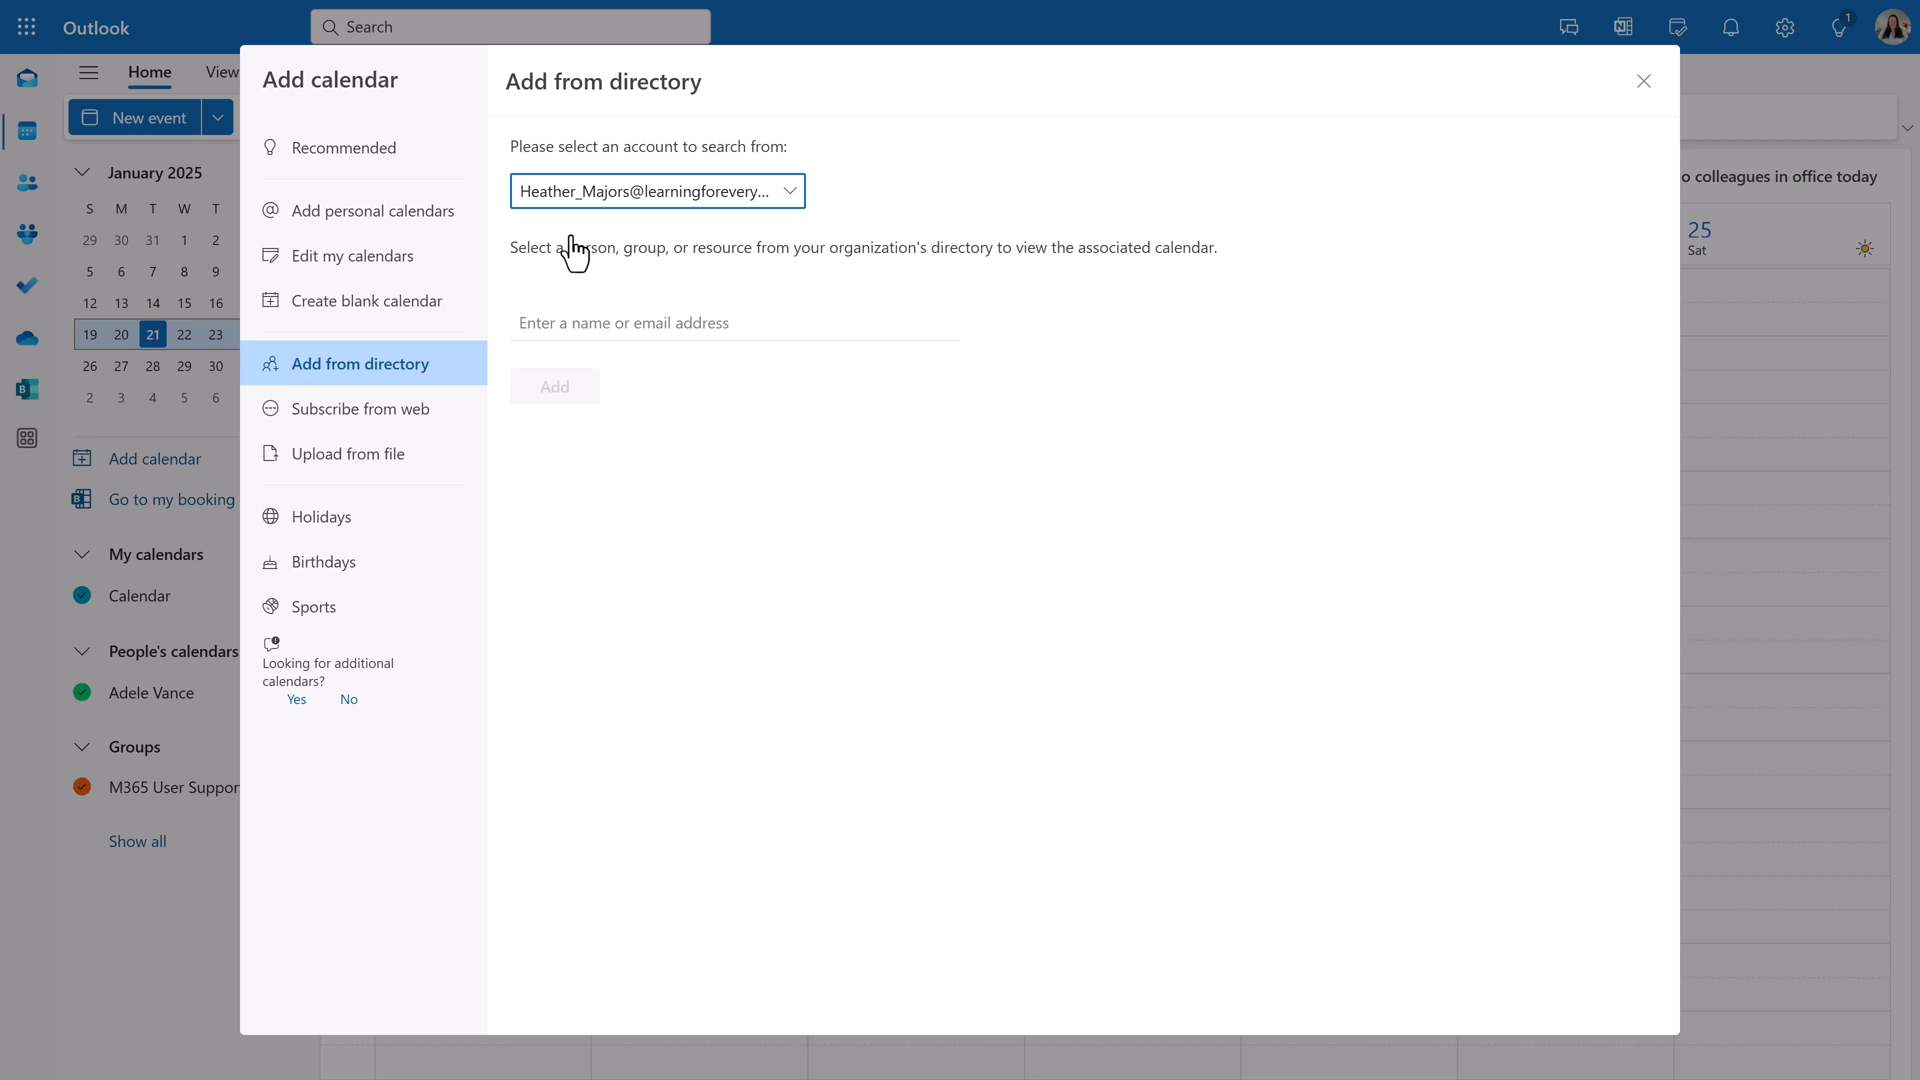 Outlook
Search
1
Home
View
New event
January 2025
S M T W T
29 30 31 1 2
5 6 7 8 9
12 13 14 15 16
19 20 21 22 23
26 27 28 29 30
2 3 4 5 6
Add calendar
Go to my booking
My calendars
Calendar
People's calendars
Adele Vance
Groups
M365 User Suppor
Show all
Add calendar
Recommended
Add personal calendars
Edit my calendars
Create blank calendar
Add from directory
Subscribe from web
Upload from file
Holidays
Birthdays
Sports
Looking for additional
calendars?
Yes No
Add from directory
Please select an account to search from:
Heather_Majors@learningforevery...
Select a person, group, or resource from your organization's directory to view the associated calendar.
Enter a name or email address
Add
o colleagues in office today
25
Sat